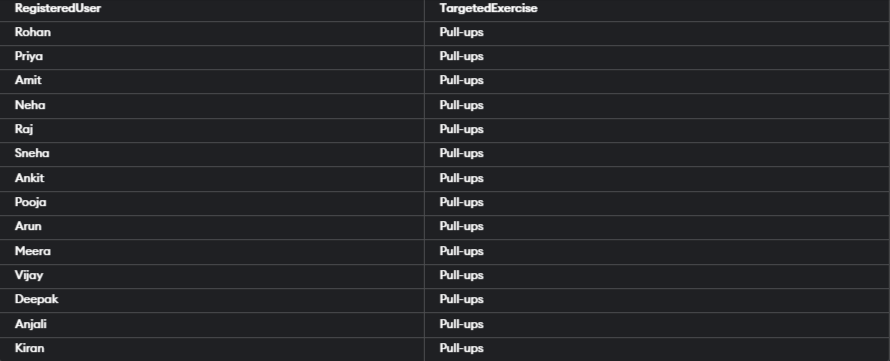 RegisteredUser TargetedExercise
Rohan Pull-ups
Priya Pull-ups
Amit Pull-ups
Neha Pull-ups
Raj Pull-ups
Sneha Pull-ups
Ankit Pull-ups
Pooja Pull-ups
Arun Pull-ups
Meera Pull-ups
Vijay Pull-ups
Deepak Pull-ups
Anjali Pull-ups
Kiran Pull-ups